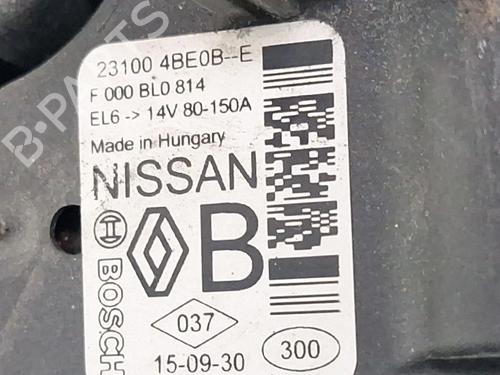 23100 4BE0B--E
F 000 BL0 814
EL6 -> 14V 80-150A
Made in Hungary
NISSAN
B
BOSCH
037
15-09-30
300
B-PARTS